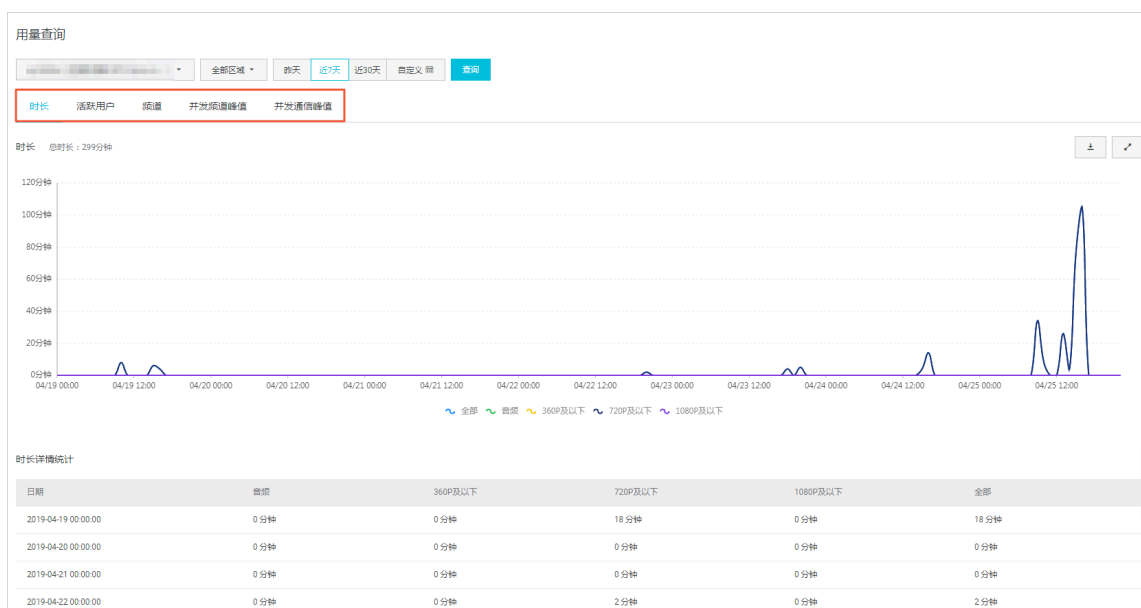 用量查询
全部区域 昨天 近7天 近30天 自定义 查询
时长 活跃用户 频道 并发频道峰值 并发通信峰值
时长 总时长：299分钟
120分钟
100分钟
80分钟
60分钟
40分钟
20分钟
0分钟
04/19 00:00 04/19 12:00 04/20 00:00 04/20 12:00 04/21 00:00 04/21 12:00 04/22 00:00 04/22 12:00 04/23 00:00 04/23 12:00 04/24 00:00 04/24 12:00 04/25 00:00 04/25 12:00
全部 音频 360P及以下 720P及以下 1080P及以下
时长详情统计
日期 音频 360P及以下 720P及以下 1080P及以下 全部
2019-04-19 00:00:00 0 分钟 0 分钟 18 分钟 0 分钟 18 分钟
2019-04-20 00:00:00 0 分钟 0 分钟 0 分钟 0 分钟 0 分钟
2019-04-21 00:00:00 0 分钟 0 分钟 0 分钟 0 分钟 0 分钟
2019-04-22 00:00:00 0 分钟 0 分钟 2 分钟 0 分钟 2 分钟